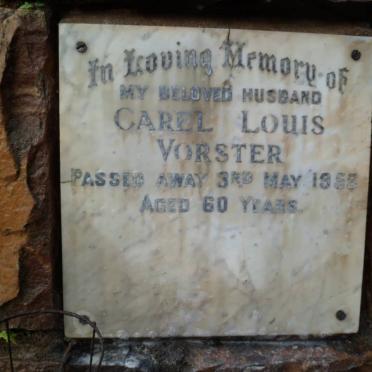 In Loving Memory of
MY BELOVED HUSBAND
CAREL LOUIS
VORSTER
PASSED AWAY 3RD MAY
AGED 60 YEARS.